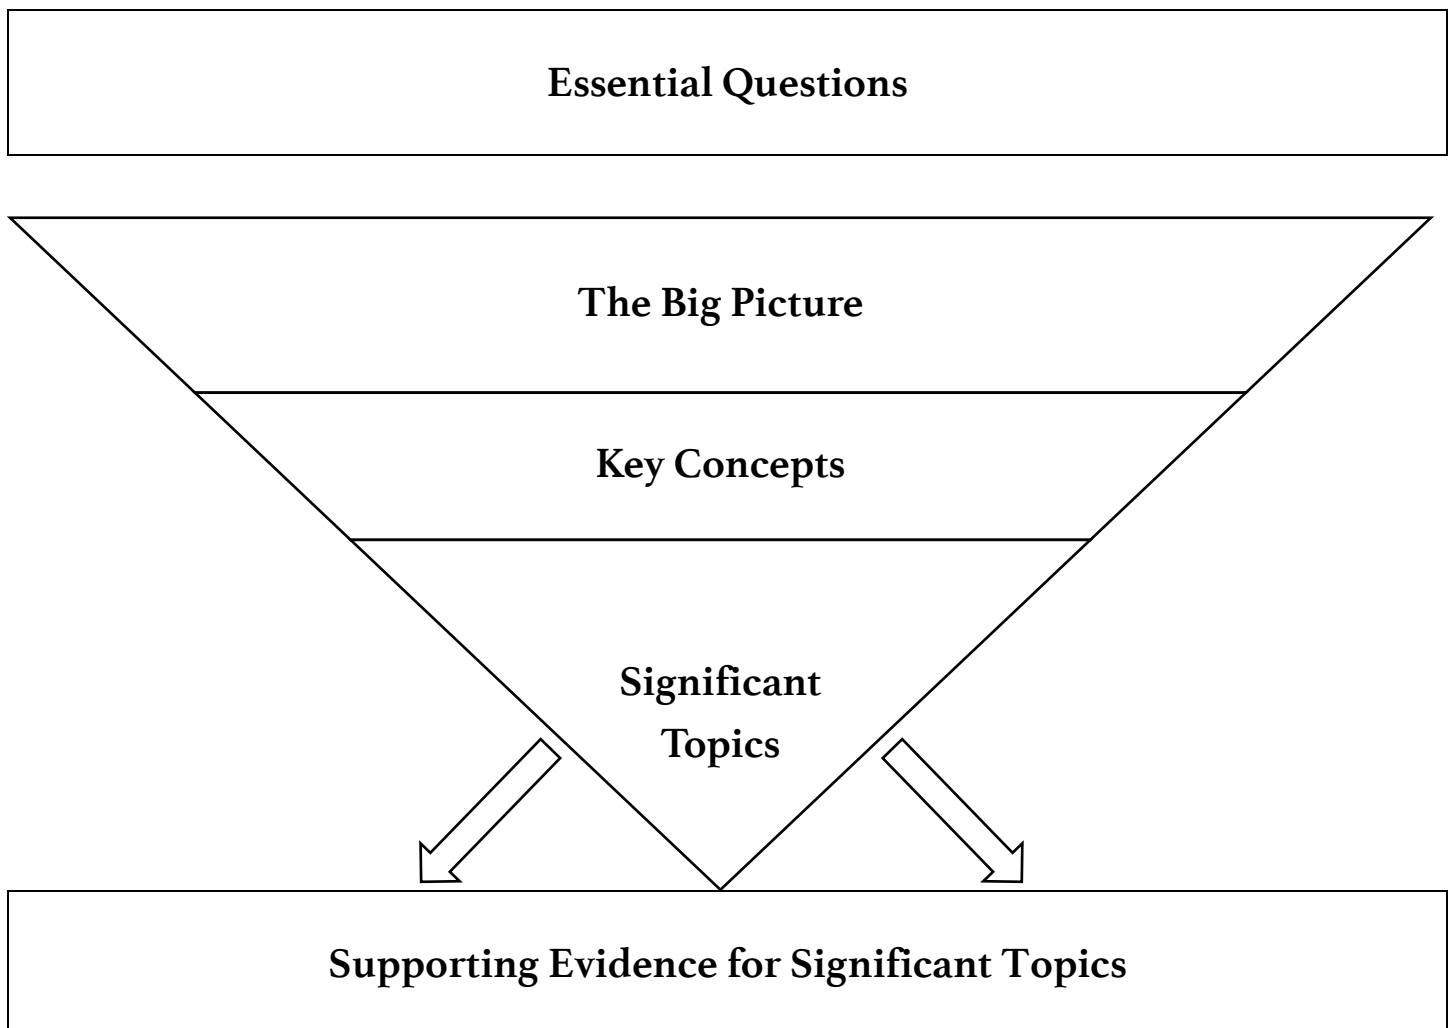 Essential Questions
The Big Picture
Key Concepts
Significant
Topics
Supporting Evidence for Significant Topics